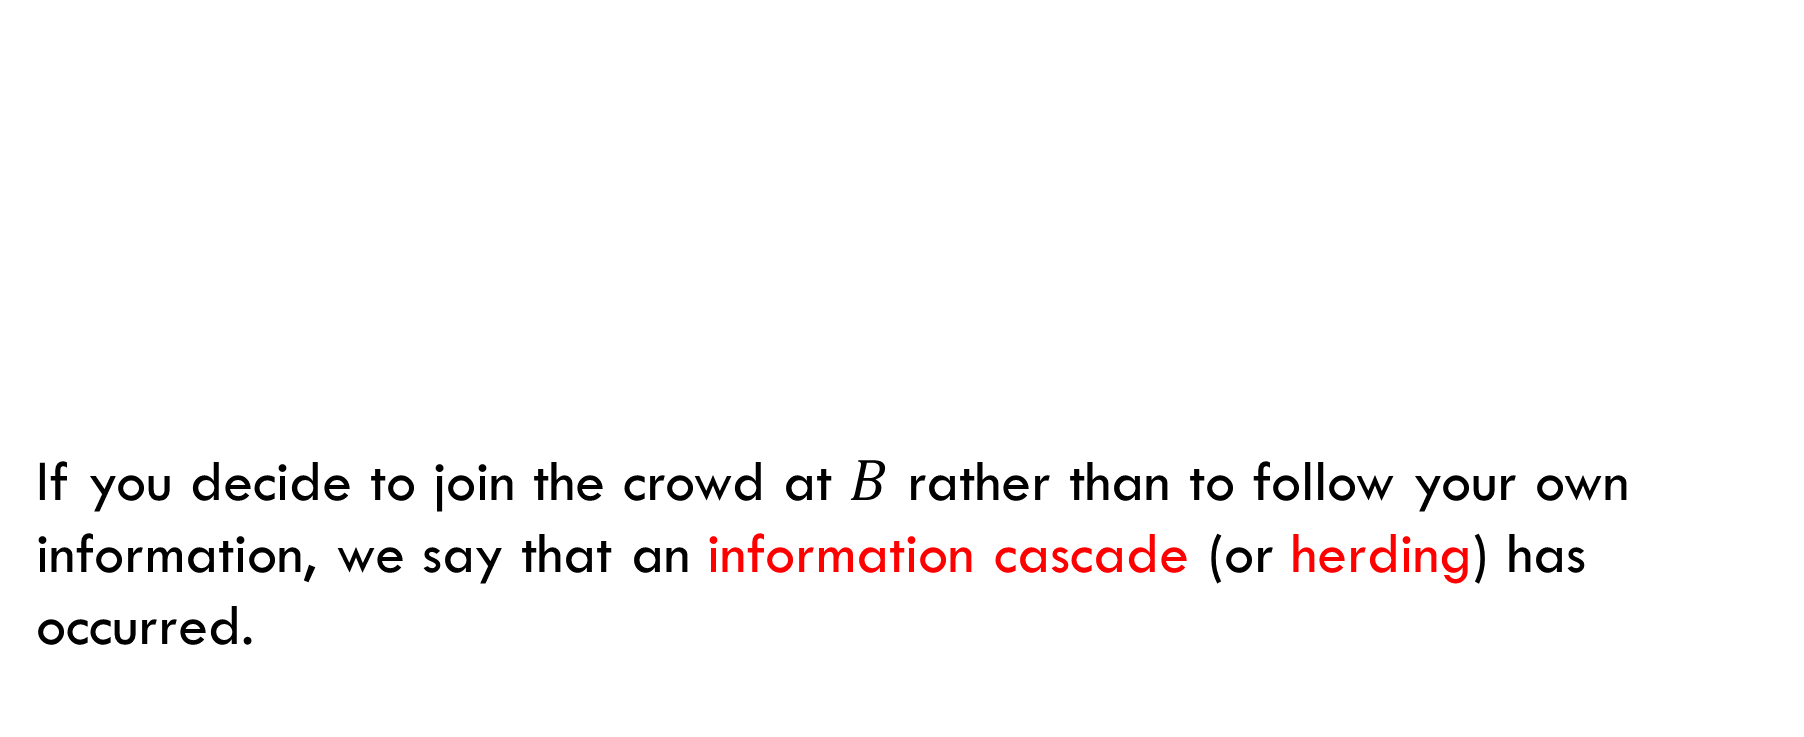 If you decide to join the crowd at B rather than to follow your own
information, we say that an information cascade (or herding) has
occurred.